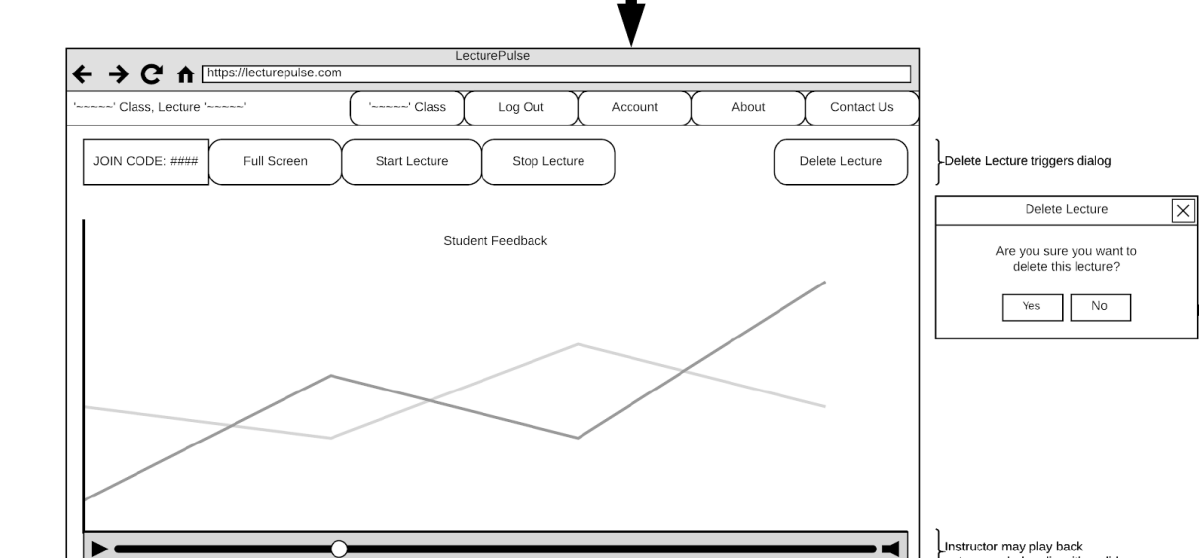 LecturePulse
https://lecturepulse.com
'~~~~~' Class, Lecture '~~~~~'
'~~~~~' Class
Log Out
Account
About
Contact Us
JOIN CODE: ####
Full Screen
Start Lecture
Stop Lecture
Delete Lecture
Delete Lecture triggers dialog
Delete Lecture
Are you sure you want to
delete this lecture?
Yes
No
Student Feedback
Instructor may play back